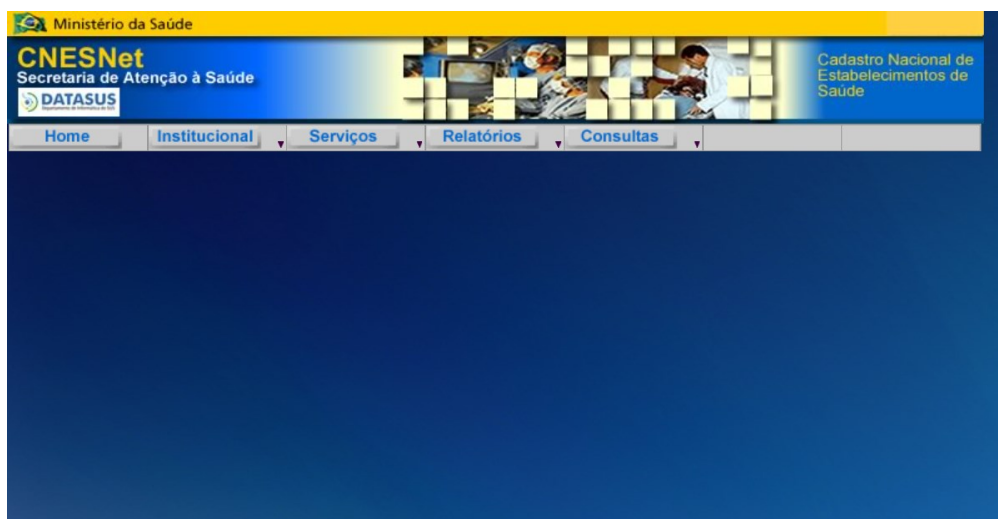 Ministério da Saúde
CNESNet
Secretaria de Atenção à Saúde
DATASUS
Cadastro Nacional de
Estabelecimentos de
Saúde
Home Institucional Serviços Relatórios Consultas